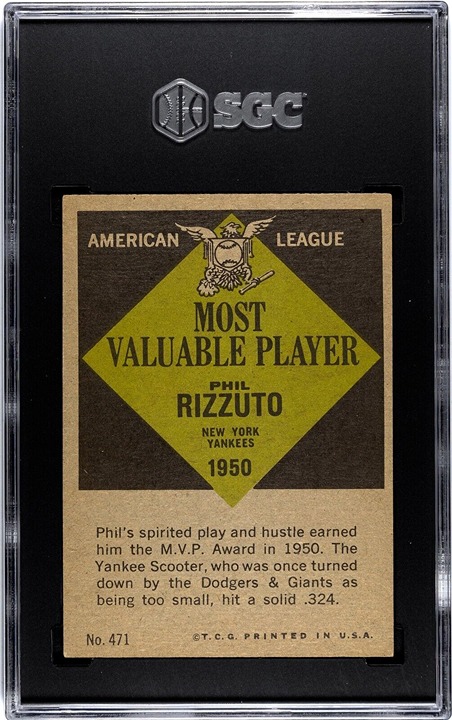 SGC
AMERICAN LEAGUE
MOST
VALUABLE PLAYER
PHIL
RIZZUTO
NEW YORK
YANKEES
1950
Phil's spirited play and hustle earned
him the M.V.P. Award in 1950. The
Yankee Scooter, who was once turned
down by the Dodgers & Giants as
being too small, hit a solid .324.
No. 471 ©T.C.G. PRINTED IN U.S.A.